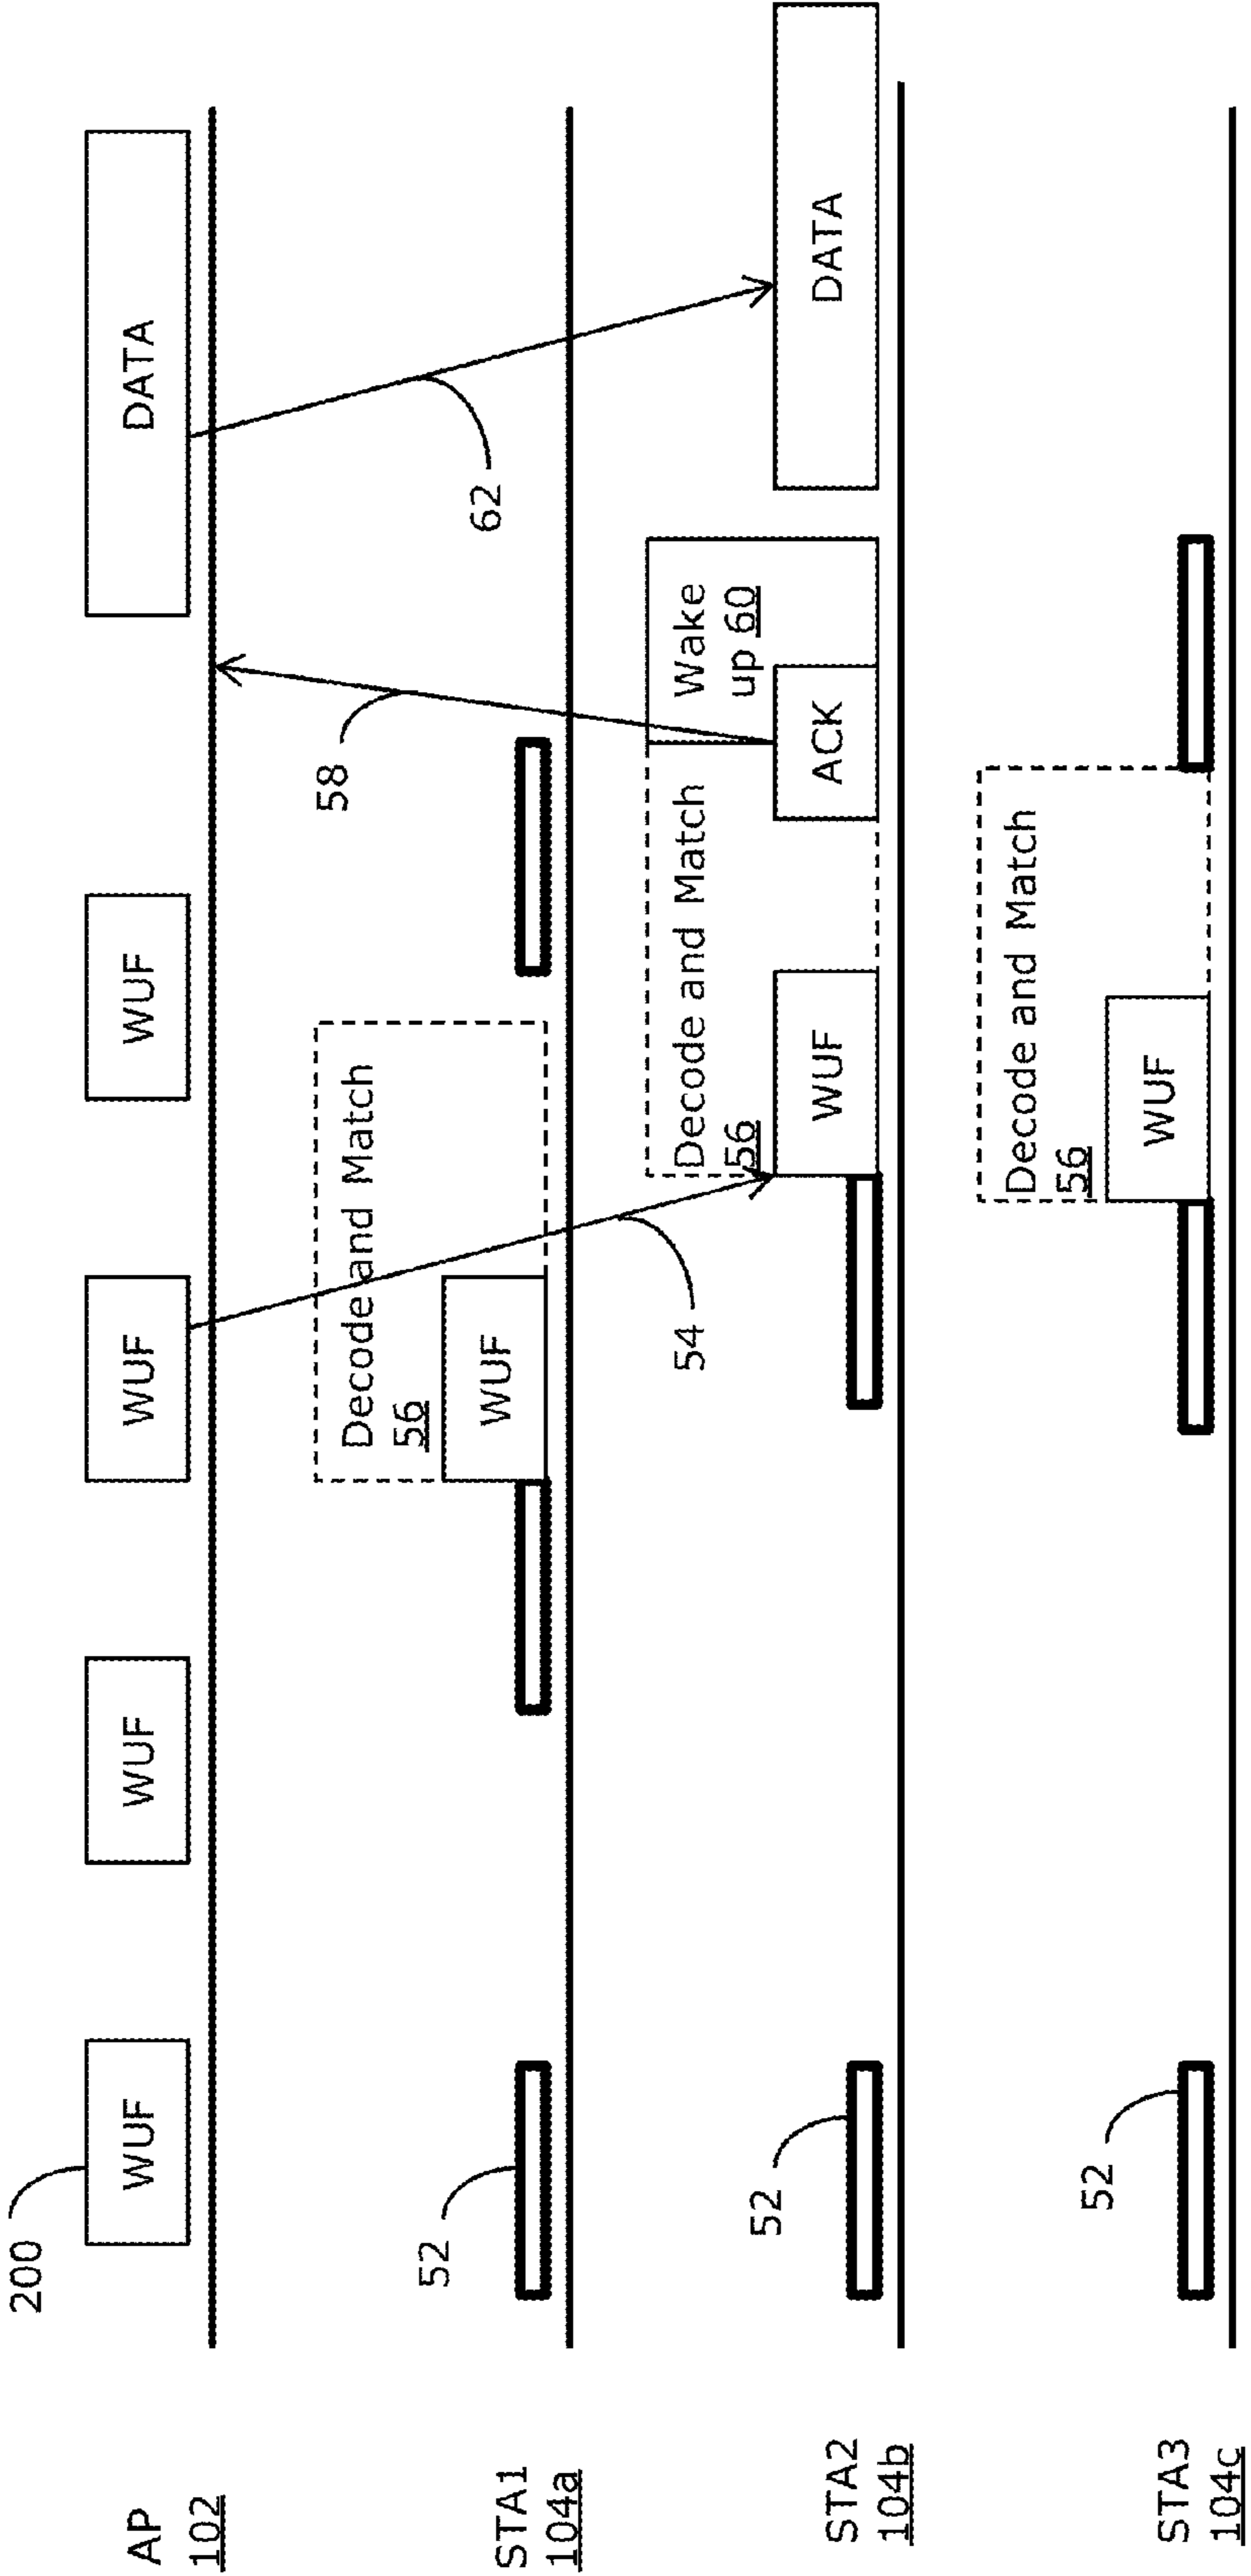 200
AP
102
WUF
WUF
WUF
WUF
DATA
STA1
104a
52
Decode and Match
56
WUF
58
62
STA2
104b
52
54
Decode and Match
56
WUF
ACK
Wake
up 60
DATA
STA3
104c
52
Decode and Match
56
WUF